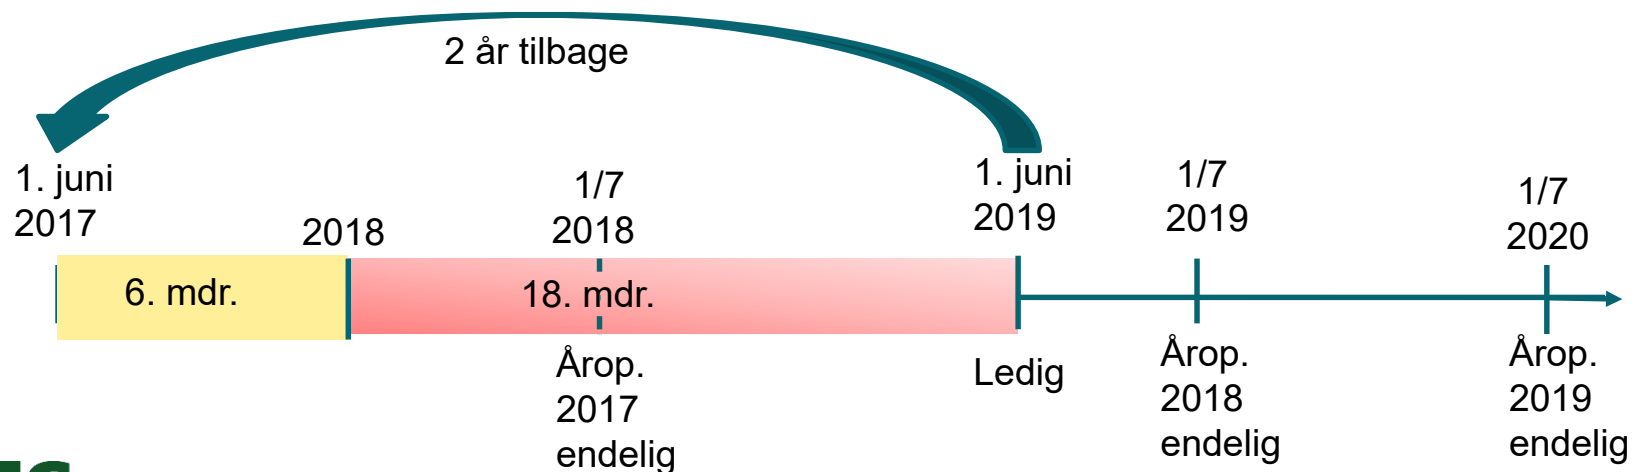 2 år tilbage
1. juni
2017
2018
1/7
2018
1. juni
2019
1/7
2019
1/7
2020
6. mdr.
18. mdr.
Årop.
2017
endelig
Ledig
Årop.
2018
endelig
Årop.
2019
endelig